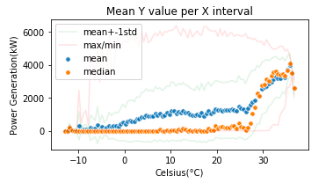 Mean Y value per X interval
mean+-1std
max/min
mean
median
Power Generation(kW)
6000
4000
2000
0
−10
0
10
20
30
Celsius(°C)